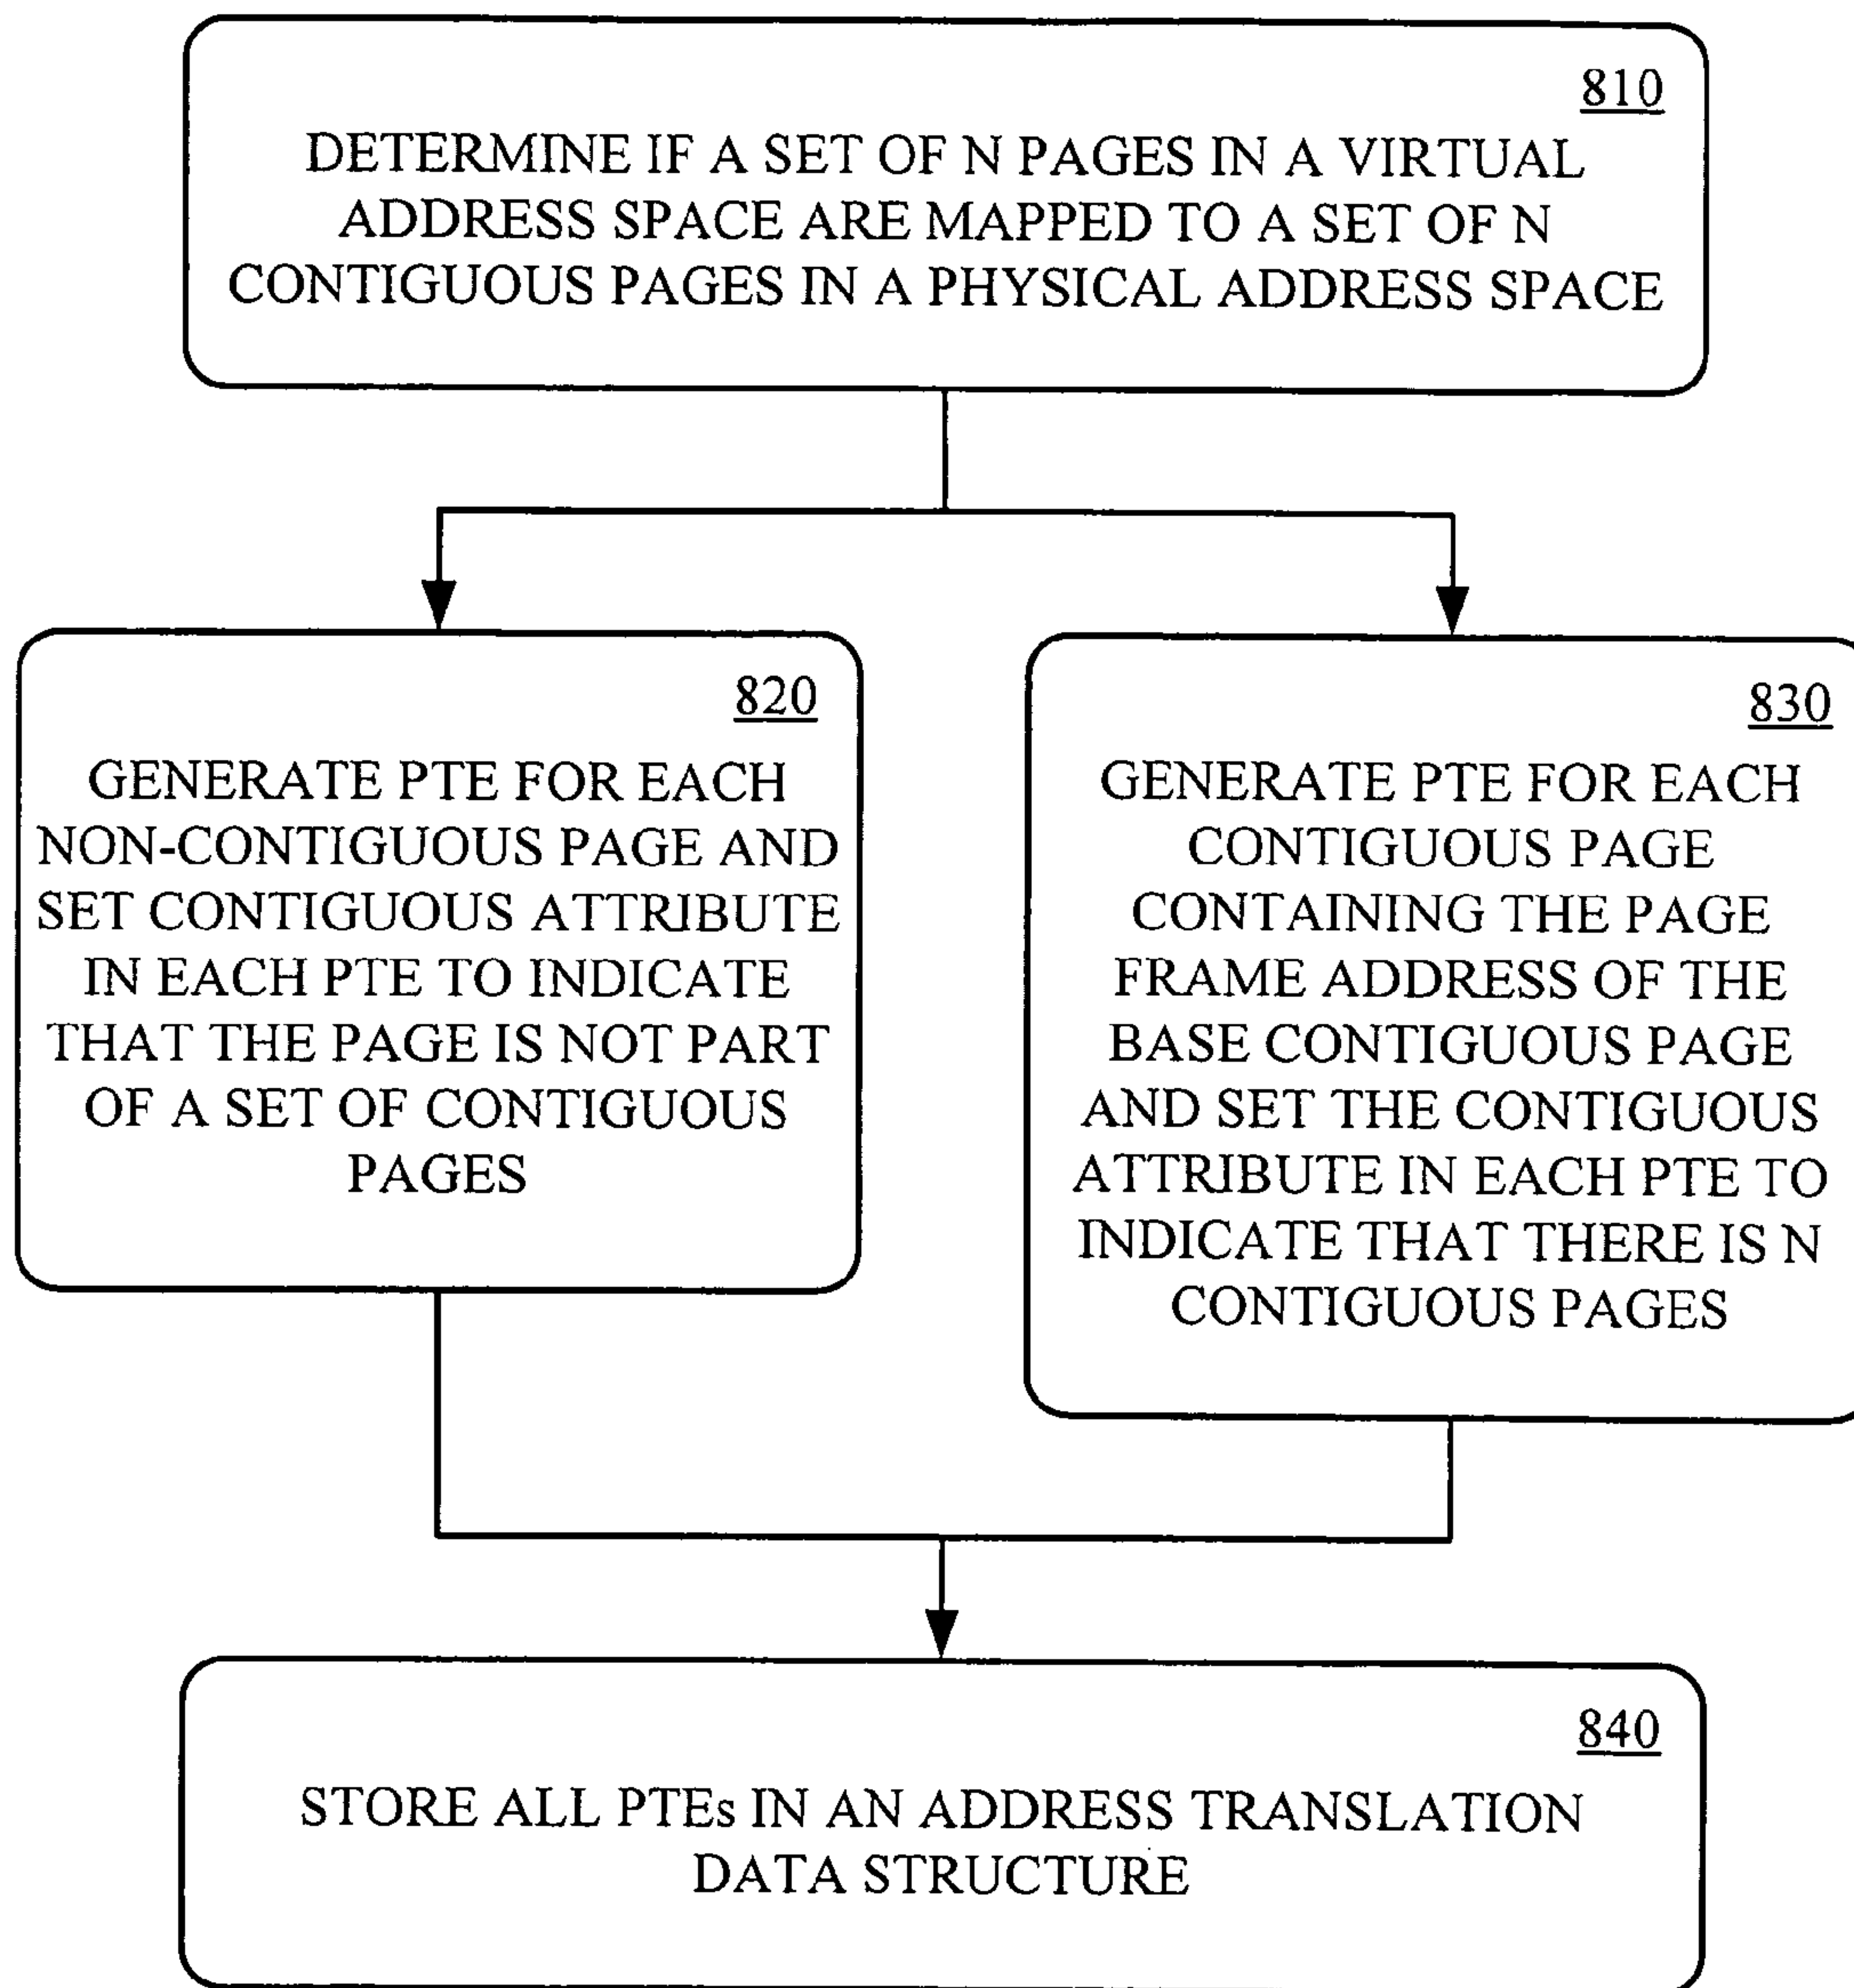 810
DETERMINE IF A SET OF N PAGES IN A VIRTUAL
ADDRESS SPACE ARE MAPPED TO A SET OF N
CONTIGUOUS PAGES IN A PHYSICAL ADDRESS SPACE
820
GENERATE PTE FOR EACH
NON-CONTIGUOUS PAGE AND
SET CONTIGUOUS ATTRIBUTE
IN EACH PTE TO INDICATE
THAT THE PAGE IS NOT PART
OF A SET OF CONTIGUOUS
PAGES
830
GENERATE PTE FOR EACH
CONTIGUOUS PAGE
CONTAINING THE PAGE
FRAME ADDRESS OF THE
BASE CONTIGUOUS PAGE
AND SET THE CONTIGUOUS
ATTRIBUTE IN EACH PTE TO
INDICATE THAT THERE IS N
CONTIGUOUS PAGES
840
STORE ALL PTEs IN AN ADDRESS TRANSLATION
DATA STRUCTURE